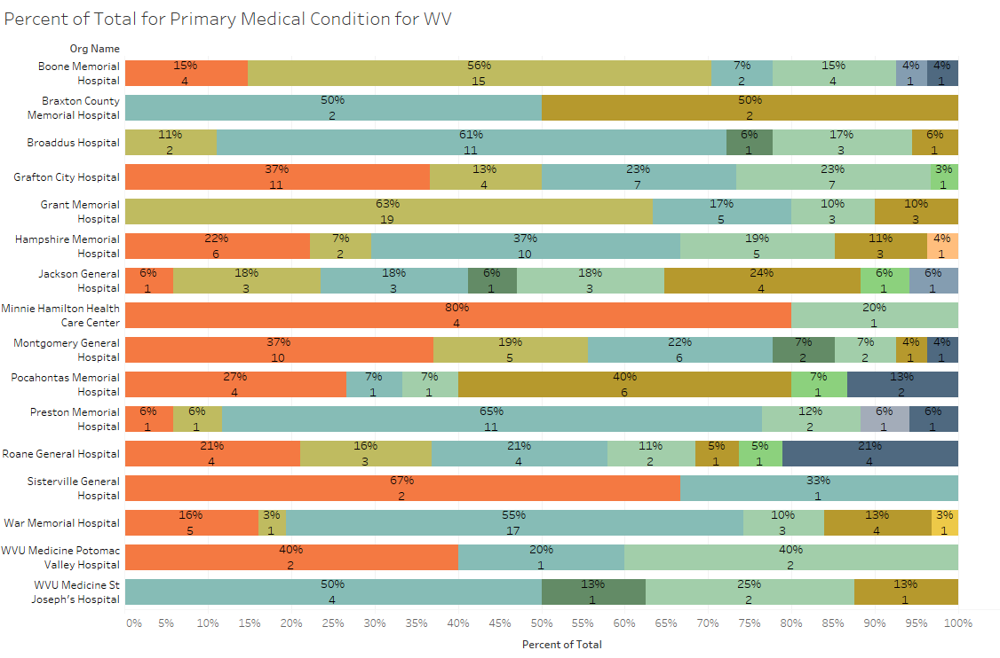 Percent of Total for Primary Medical Condition for WV
Org Name
Boone Memorial
Hospital
15% 56% 7% 15% 4% 4%
4 15 2 4 1 1
Braxton County
Memorial Hospital
50% 50%
2 2
Broaddus Hospital
11% 61% 6% 17% 6%
2 11 1 3 1
Grafton City Hospital
37% 13% 23% 23% 3%
11 4 7 7 1
Grant Memorial
Hospital
63% 17% 10% 10%
19 5 3 3
Hampshire Memorial
Hospital
22% 7% 37% 19% 11% 4%
6 2 10 5 3 1
Jackson General
Hospital
6% 18% 18% 6% 18% 24% 6% 6%
1 3 3 1 3 4 1 1
Minnie Hamilton Health
Care Center
80% 20%
4 1
Montgomery General
Hospital
37% 19% 22% 7% 7% 4% 4%
10 5 6 2 2 1 1
Pocahontas Memorial
Hospital
27% 7% 7% 40% 7% 13%
4 1 1 6 1 2
Preston Memorial
Hospital
6% 6% 65% 12% 6% 6%
1 1 11 2 1 1
Roane General Hospital
21% 16% 21% 11% 5% 5% 21%
4 3 4 2 1 1 4
Sisterville General
Hospital
67% 33%
2 1
War Memorial Hospital
16% 3% 55% 10% 13% 3%
5 1 17 3 4 1
WVU Medicine Potomac
Valley Hospital
40% 20% 40%
2 1 2
WVU Medicine St
Joseph's Hospital
50% 13% 25% 13%
4 1 2 1
0% 5% 10% 15% 20% 25% 30% 35% 40% 45% 50% 55% 60% 65% 70% 75% 80% 85% 90% 95% 100%
Percent of Total